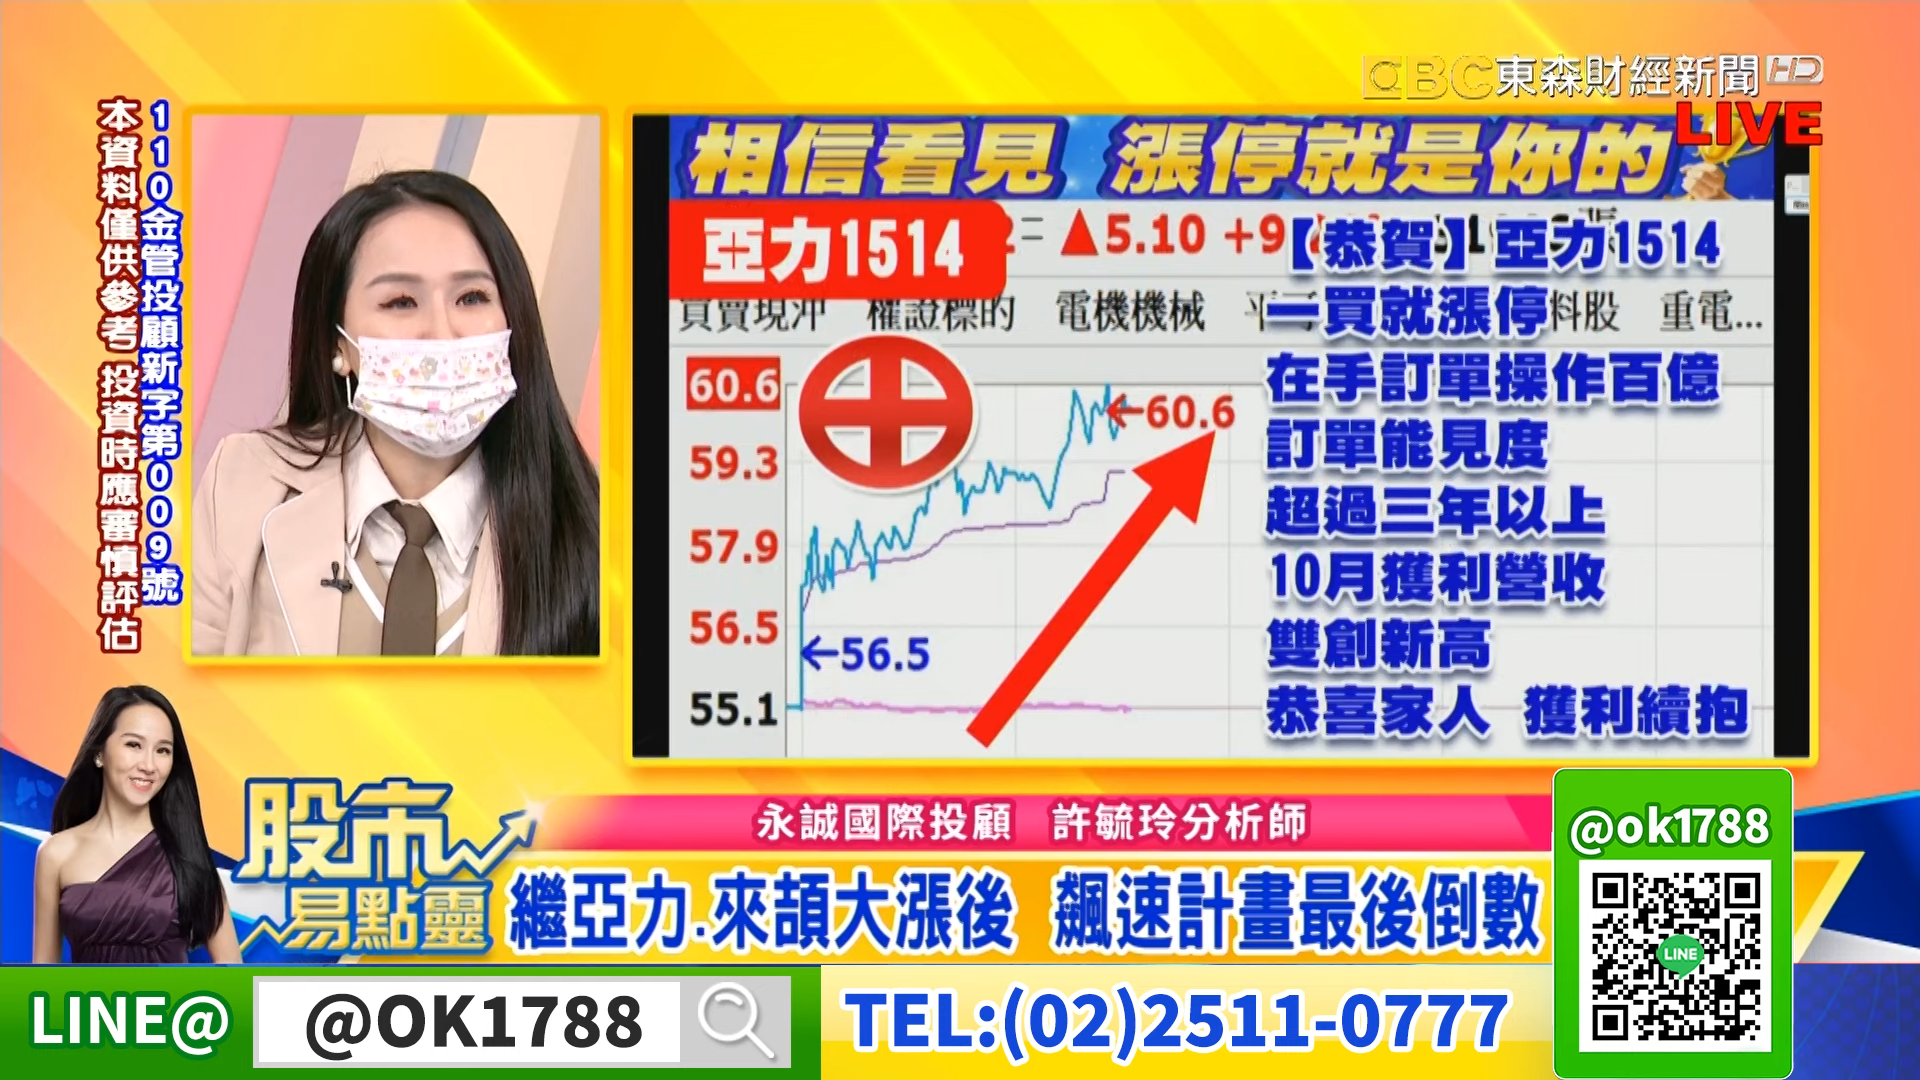 EBC東森財經新聞HD
LIVE
110金管投顧新字第009號
本資料僅供參考 投資時應審慎評估
相信看見 漲停就是你的
亞力1514
▲5.10 +9
買賣現沖 權證標的 電機機械
料股 重電...
【恭賀】亞力1514
一買就漲停
在手訂單操作百億
訂單能見度
超過三年以上
10月獲利營收
雙創新高
恭喜家人 獲利續抱
60.6
59.3
57.9
56.5
55.1
←60.6
←56.5
股市
易點靈
永誠國際投顧 許毓玲分析師
繼亞力.來頡大漲後 飆速計畫最後倒數
@ok1788
LINE
LINE@
@OK1788
TEL:(02)2511-0777